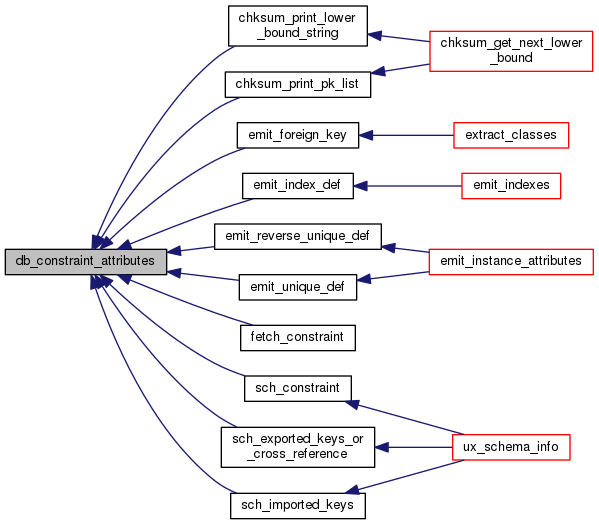 chksum_print_lower
_bound_string
chksum_get_next_lower
_bound
chksum_print_pk_list
emit_foreign_key
extract_classes
emit_index_def
emit_indexes
emit_reverse_unique_def
db_constraint_attributes
emit_instance_attributes
emit_unique_def
fetch_constraint
sch_constraint
sch_exported_keys_or
_cross_reference
ux_schema_info
sch_imported_keys